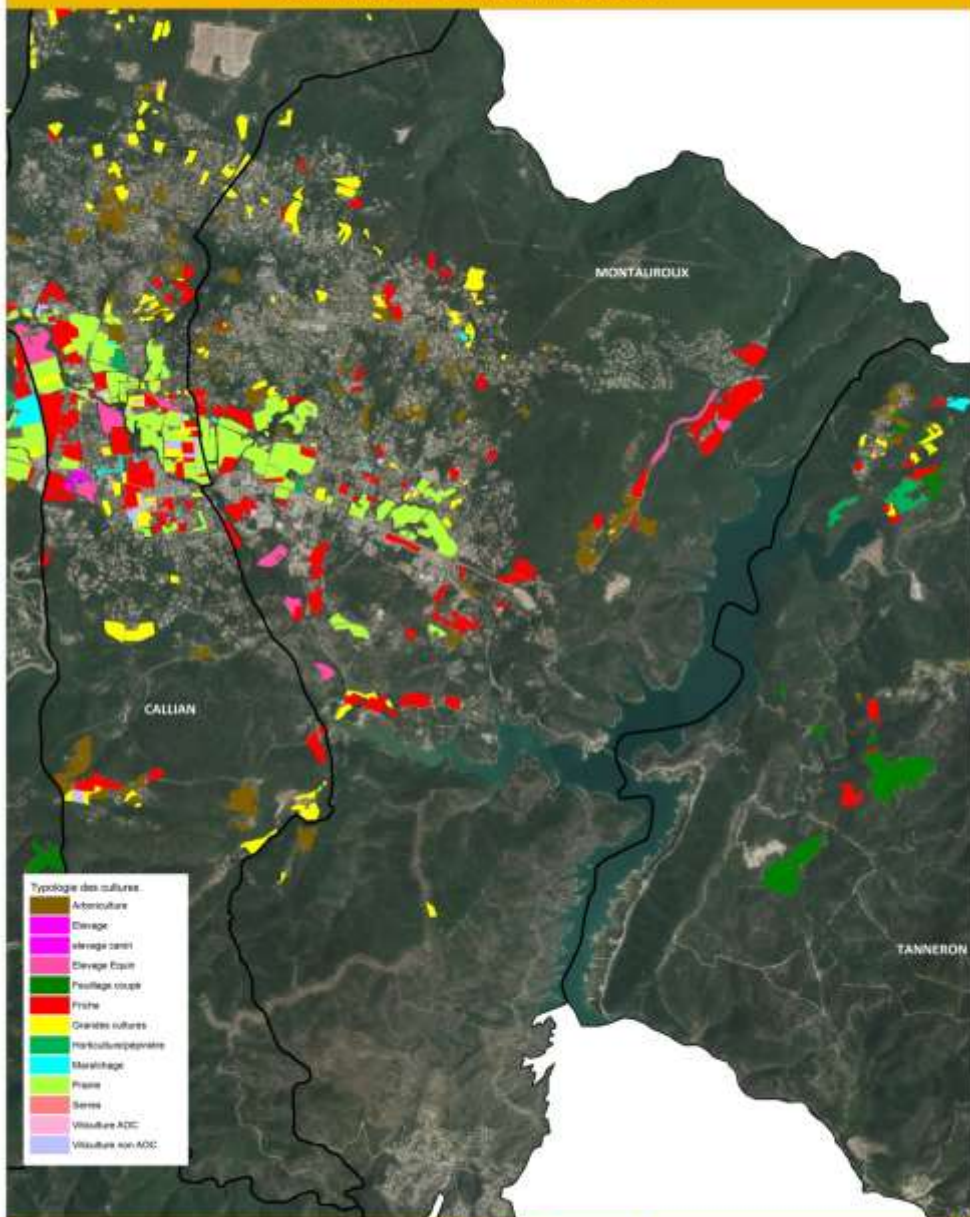 MONTAUROUX
CALLIAN
TANNERON
Typologie des cultures
Arboriculture
Elevage
elevage canin
Elevage Equin
Feuillage coupé
Friche
Grandes cultures
Horticulture/pépinière
Maraîchage
Prairie
Serres
Viticulture AOC
Viticulture non AOC